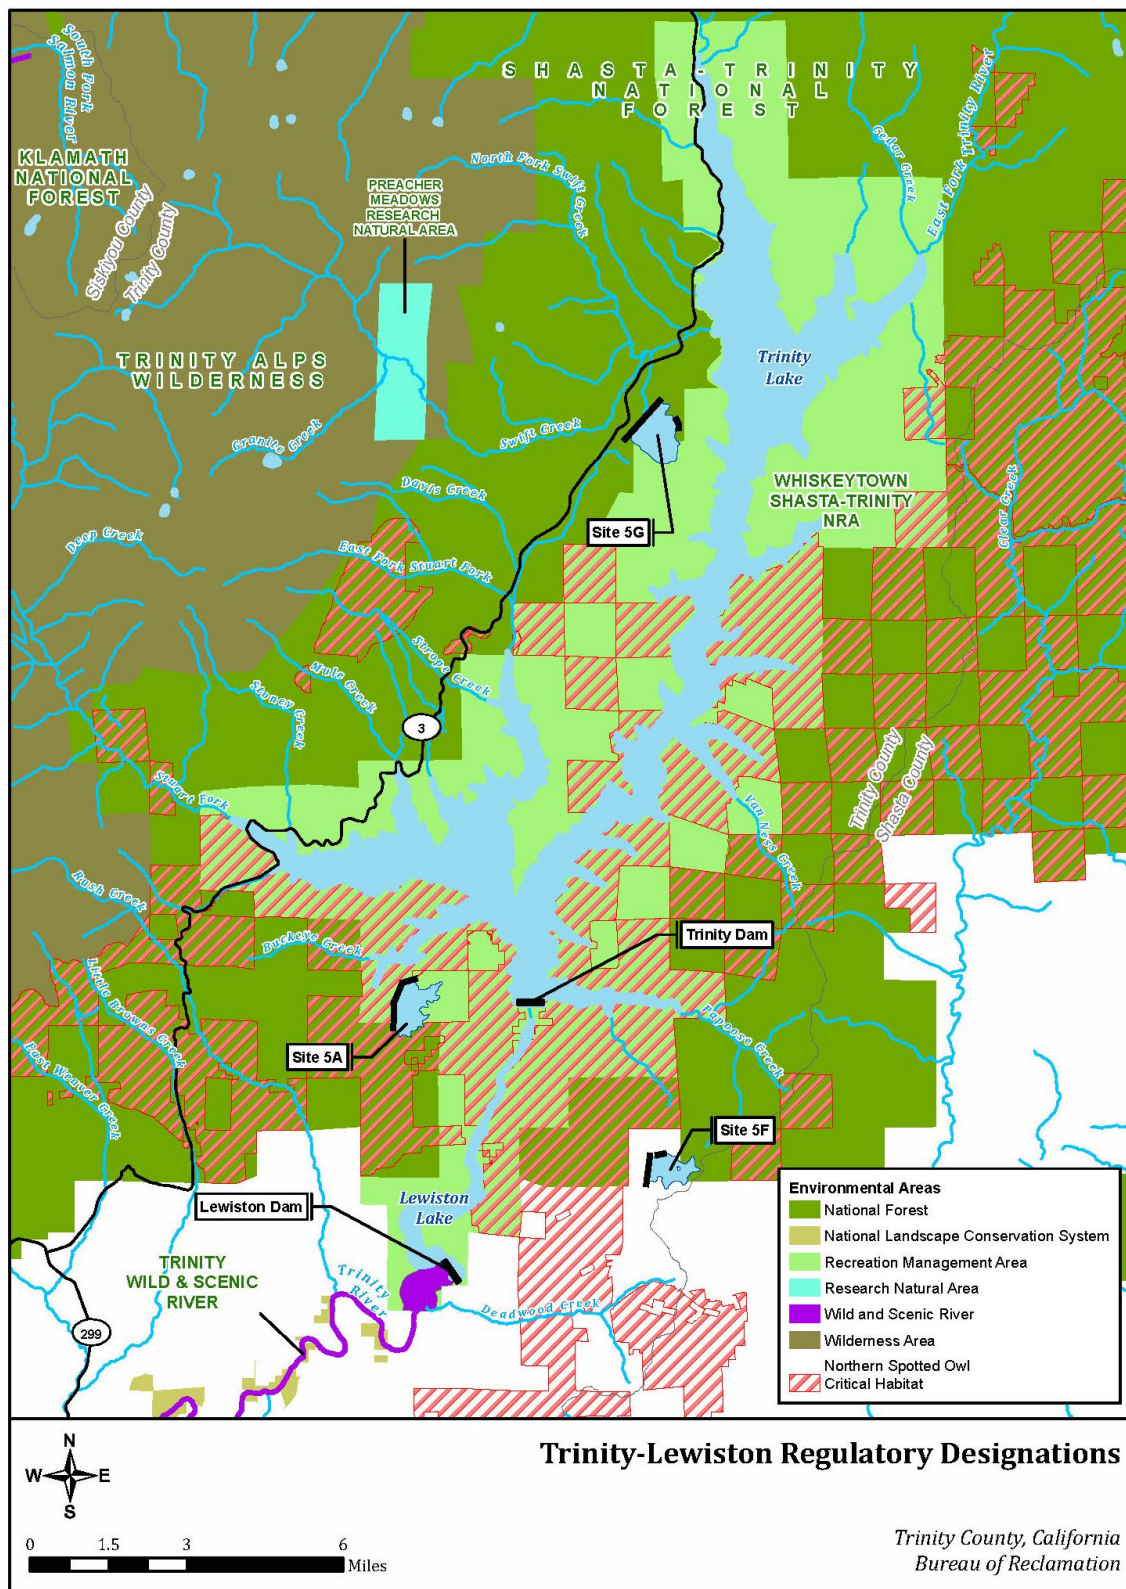 SHASTA-TRINITY
NATIONAL
FOREST
South Fork
Salmon River
KLAMATH
NATIONAL
FOREST
Siskiyou County
Trinity County
PREACHER
MEADOWS
RESEARCH
NATURAL AREA
North Fork Swift
Creek
Cedar Creek
East Fork Trinity River
TRINITY ALPS
WILDERNESS
Trinity
Lake
Granite Creek
Swift Creek
Davis Creek
WHISKEYTOWN
SHASTA-TRINITY
NRA
Clear Creek
Site 5G
Deep Creek
East Fork Stuart Fork
Strope Creek
Mule Creek
Stoney Creek
3
Trinity County
Shasta County
Stuart Fork
Van Ness Creek
Rush Creek
Buckeye Creek
Trinity Dam
Little Browns Creek
Site 5A
Papoose Creek
East Weaver Creek
Site 5F
Lewiston Dam
Lewiston
Lake
TRINITY
WILD & SCENIC
RIVER
Trinity
River
Deadwood Creek
299
Environmental Areas
National Forest
National Landscape Conservation System
Recreation Management Area
Research Natural Area
Wild and Scenic River
Wilderness Area
Northern Spotted Owl
Critical Habitat
Trinity-Lewiston Regulatory Designations
N
W E
S
0 1.5 3 6
Miles
Trinity County, California
Bureau of Reclamation